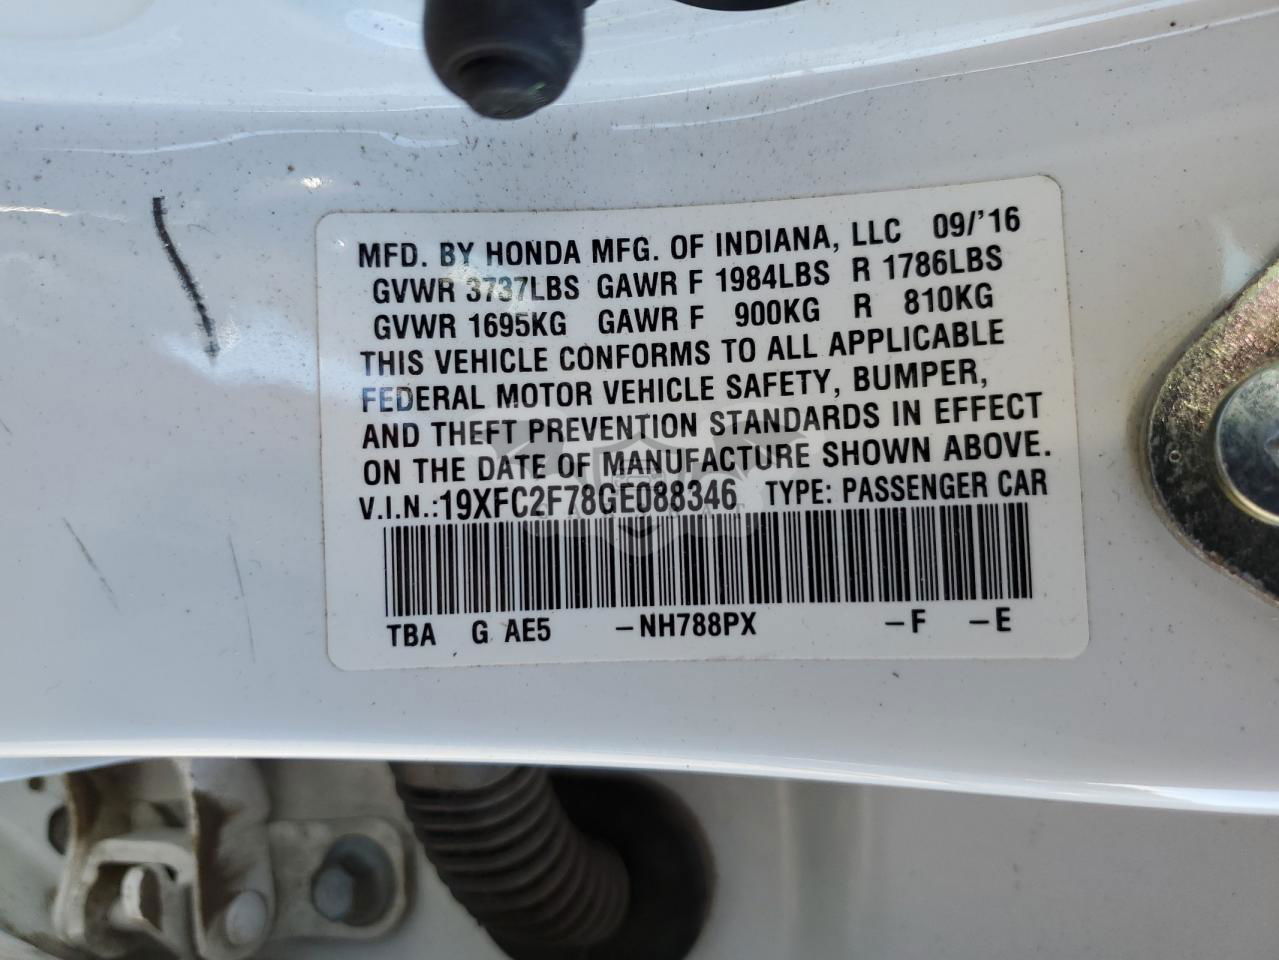 MFD. BY HONDA MFG. OF INDIANA, LLC 09/'16
GVWR 3737LBS GAWR F 1984LBS R 1786LBS
GVWR 1695KG GAWR F 900KG R 810KG
THIS VEHICLE CONFORMS TO ALL APPLICABLE
FEDERAL MOTOR VEHICLE SAFETY, BUMPER,
AND THEFT PREVENTION STANDARDS IN EFFECT
ON THE DATE OF MANUFACTURE SHOWN ABOVE.
V.I.N.:19XFC2F78GE088346 TYPE: PASSENGER CAR
TBA G AE5 –NH788PX –F –E